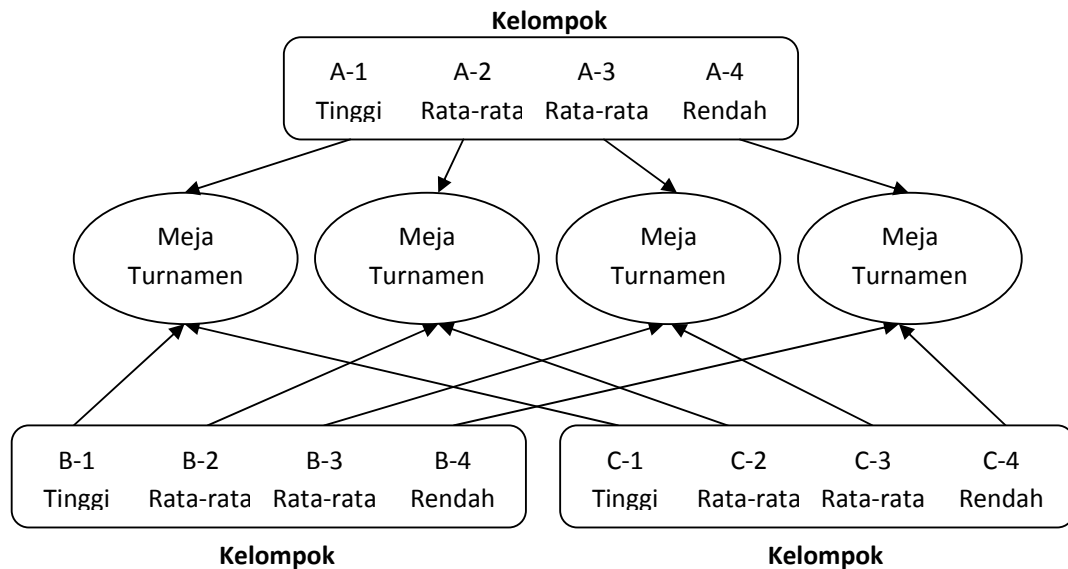 Kelompok
A-1 A-2 A-3 A-4
Tinggi Rata-rata Rata-rata Rendah
Meja Meja Meja Meja
Turnamen Turnamen Turnamen Turnamen
B-1 B-2 B-3 B-4 C-1 C-2 C-3 C-4
Tinggi Rata-rata Rata-rata Rendah Tinggi Rata-rata Rata-rata Rendah
Kelompok Kelompok